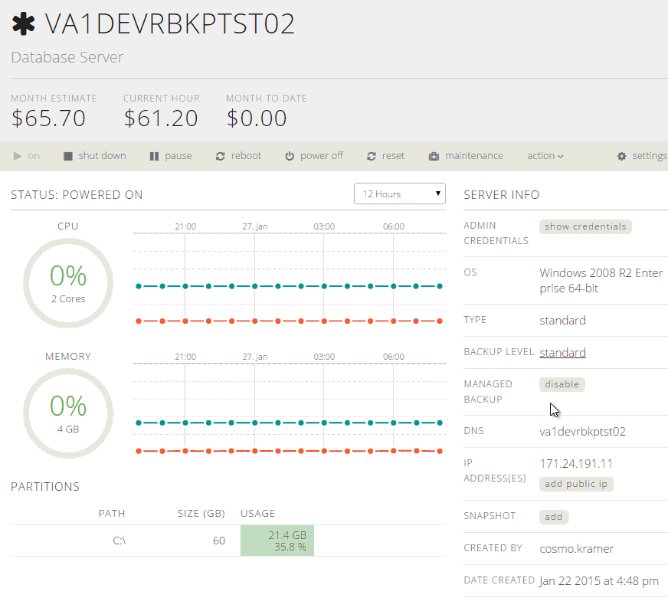 VA1DEVRBKPTST02
Database Server
MONTH ESTIMATE CURRENT HOUR MONTH TO DATE
$65.70 $61.20 $0.00
on shut down pause reboot power off reset maintenance action settings
STATUS: POWERED ON 12 Hours
CPU
21:00 27. Jan 03:00 06:00
0%
2 Cores
MEMORY
21:00 27. Jan 03:00 06:00
0%
4 GB
PARTITIONS
PATH SIZE (GB) USAGE
C:\ 60 21.4 GB
35.8 %
SERVER INFO
ADMIN
CREDENTIALS show credentials
OS Windows 2008 R2 Enter
prise 64-bit
TYPE standard
BACKUP LEVEL standard
MANAGED
BACKUP disable
DNS va1devrbkptst02
IP
ADDRESS(ES) 171.24.191.11
add public ip
SNAPSHOT add
CREATED BY cosmo.kramer
DATE CREATED Jan 22 2015 at 4:48 pm